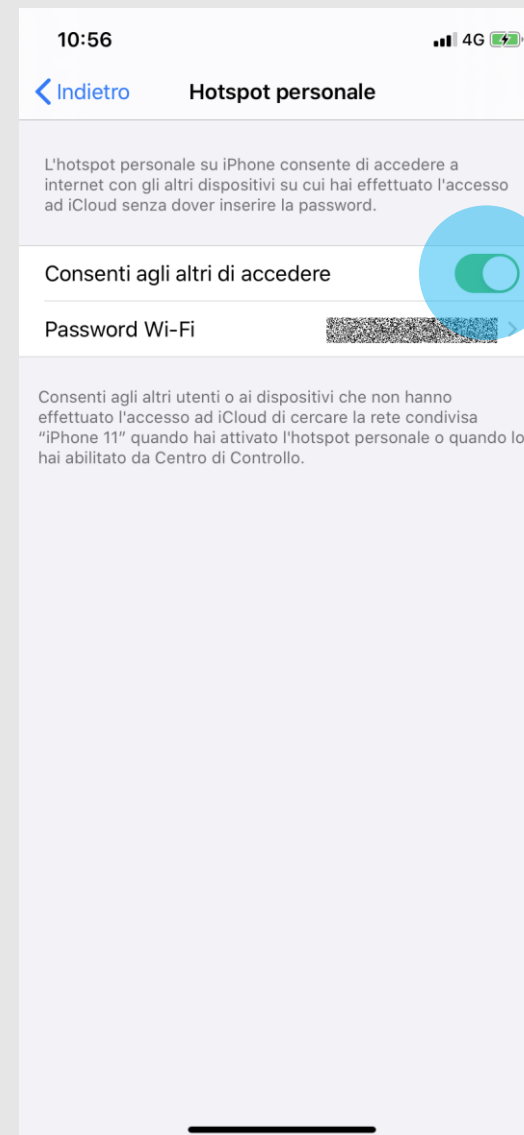 10:56 4G
Indietro Hotspot personale
L'hotspot personale su iPhone consente di accedere a
internet con gli altri dispositivi su cui hai effettuato l'accesso
ad iCloud senza dover inserire la password.
Consenti agli altri di accedere
Password Wi-Fi
Consenti agli altri utenti o ai dispositivi che non hanno
effettuato l'accesso ad iCloud di cercare la rete condivisa
“iPhone 11” quando hai attivato l'hotspot personale o quando lo
hai abilitato da Centro di Controllo.